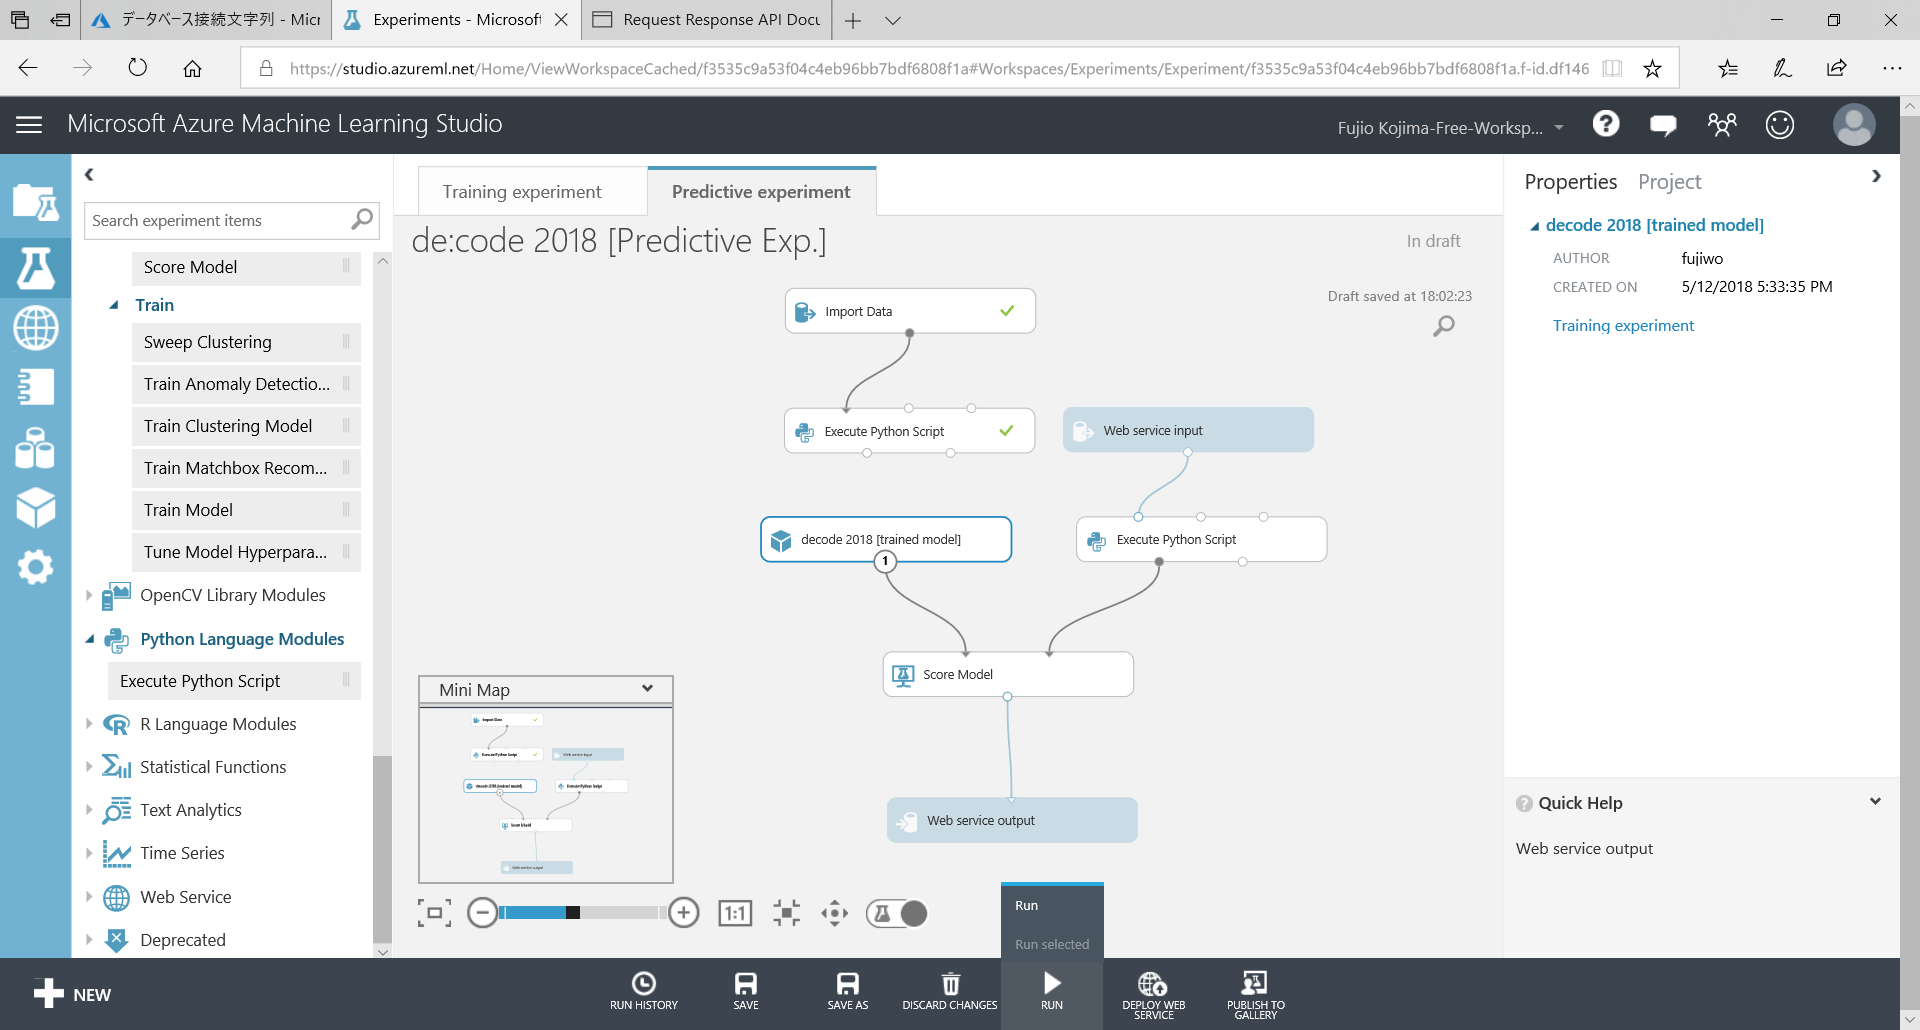 データベース接続文字列 - Micr
Experiments - Microsoft
Request Response API Docu
https://studio.azureml.net/Home/ViewWorkspaceCached/f3535c9a53f04c4eb96bb7bdf6808f1a#Workspaces/Experiments/Experiment/f3535c9a53f04c4eb96bb7bdf6808f1a.f-id.df146
Microsoft Azure Machine Learning Studio
Fujio Kojima-Free-Worksp...
Search experiment items
Score Model
Train
Sweep Clustering
Train Anomaly Detectio...
Train Clustering Model
Train Matchbox Recom...
Train Model
Tune Model Hyperpara...
OpenCV Library Modules
Python Language Modules
Execute Python Script
R Language Modules
Statistical Functions
Text Analytics
Time Series
Web Service
Deprecated
Training experiment
Predictive experiment
de:code 2018 [Predictive Exp.]
In draft
Draft saved at 18:02:23
Import Data
Execute Python Script
Web service input
decode 2018 [trained model]
1
Execute Python Script
Score Model
Web service output
Mini Map
Import Data
Execute Python Script
Web service input
decode 2018 [trained model]
Execute Python Script
Score Model
Web service output
1:1
Properties
Project
decode 2018 [trained model]
AUTHOR
fujiwo
CREATED ON
5/12/2018 5:33:35 PM
Training experiment
Quick Help
Web service output
Run
Run selected
NEW
RUN HISTORY
SAVE
SAVE AS
DISCARD CHANGES
RUN
DEPLOY WEB
SERVICE
PUBLISH TO
GALLERY